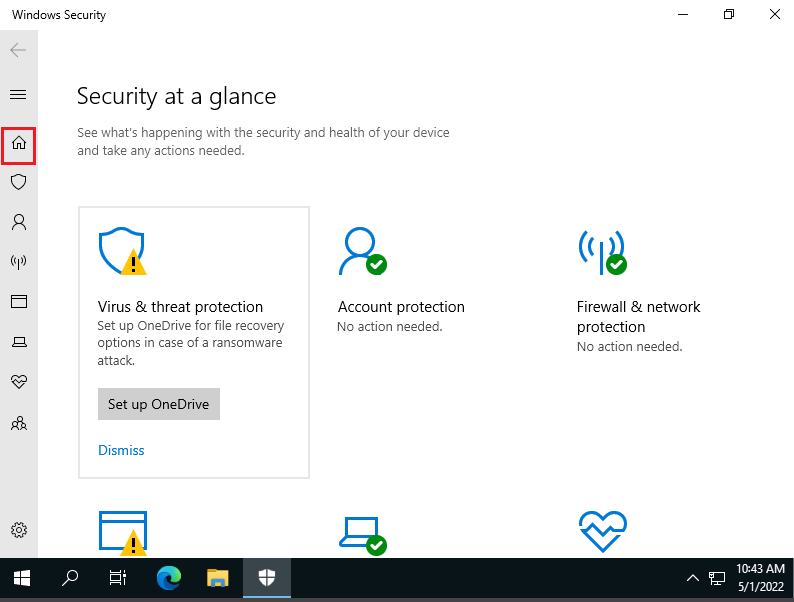 Windows Security
Security at a glance
See what's happening with the security and health of your device
and take any actions needed.
Virus & threat protection
Set up OneDrive for file recovery
options in case of a ransomware
attack.
Set up OneDrive
Dismiss
Account protection
No action needed.
Firewall & network
protection
No action needed.
10:43 AM
5/1/2022